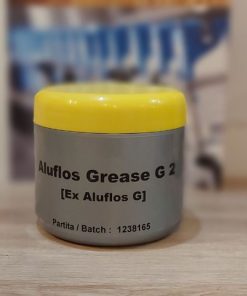 Aluflos Grease G 2
[Ex Aluflos G]
Partita / Batch : 1238165